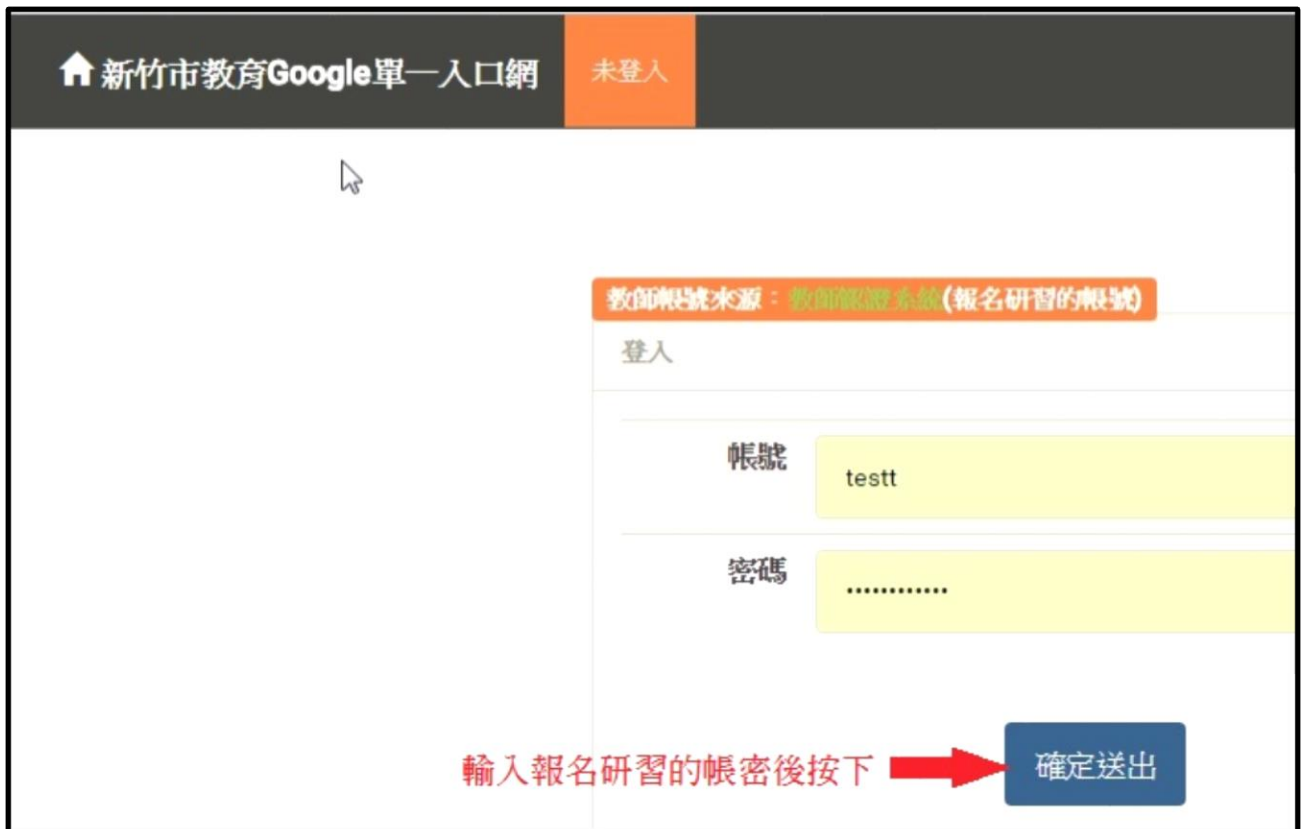 新竹市教育Google單一入口網
未登入
教師帳號來源：教師認證系統(報名研習的帳號)
登入
帳號
testt
密碼
••••••••••••
輸入報名研習的帳密後按下
確定送出